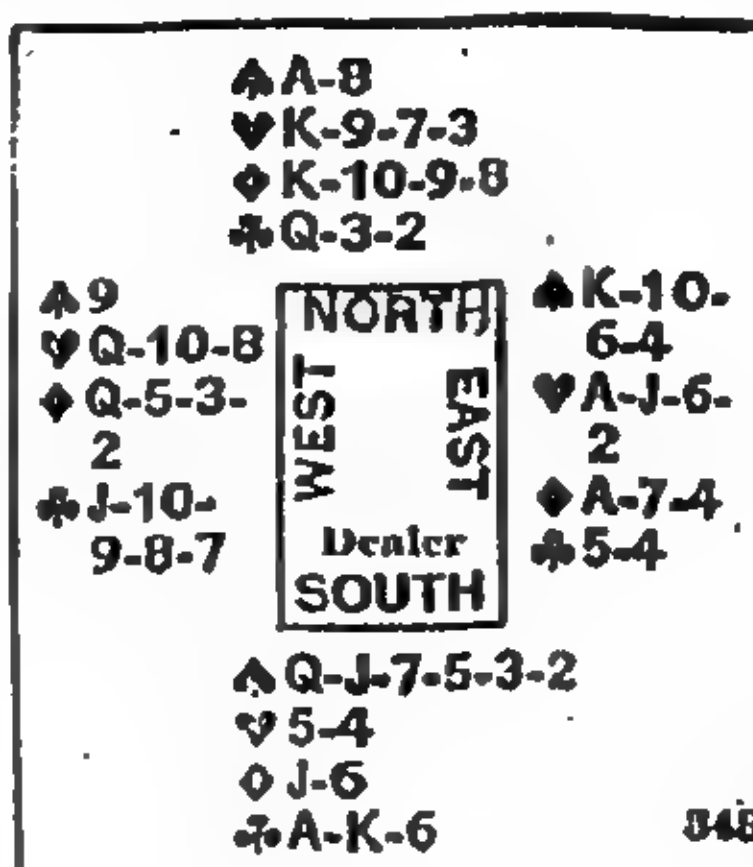 ♠ A-8
♥ K-9-7-3
♦ K-10-9-8
♣ Q-3-2
♠ 9
♥ Q-10-8
♦ Q-5-3-
2
♣ J-10-
9-8-7
NORTH
WEST
EAST
Dealer
SOUTH
♠ K-10-
6-4
♥ A-J-6-
2
♦ A-7-4
♣ 5-4
♠ Q-J-7-5-3-2
♥ 5-4
♦ J-6
♣ A-K-6